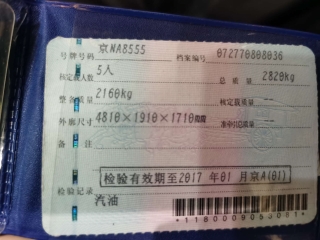 号牌号码 京NA8555 档案编号 072770808036
核定载人数 5人 总质量 2820kg
整备质量 2160kg 核定载质量 --
外廓尺寸 4810×1910×1710 准牵引总质量 --
备注
检验有效期至2017年01月京A(01)
检验记录
汽油